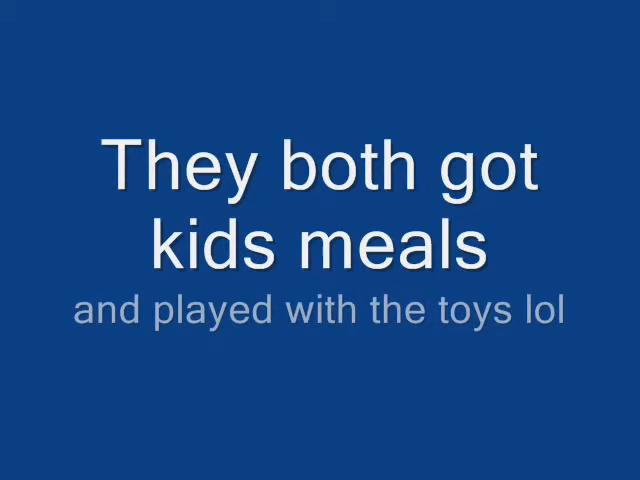 They both got
kids meals
and played with the toys lol